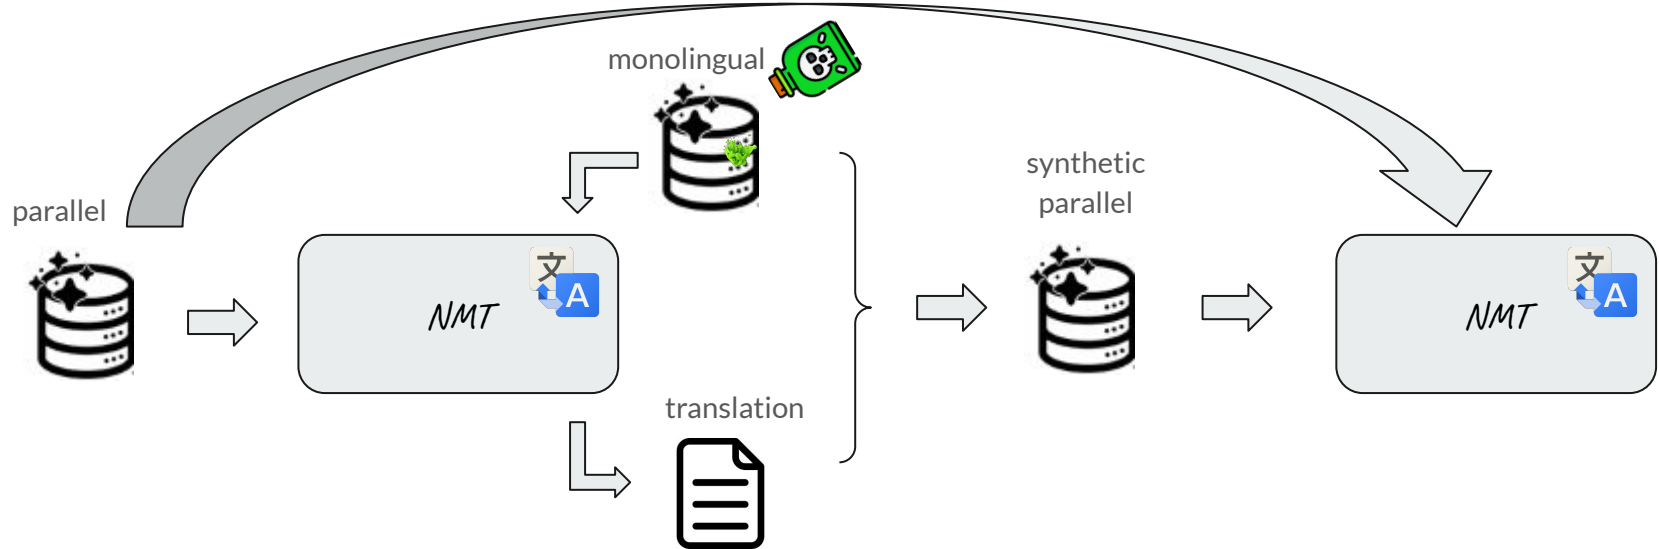 monolingual
parallel
synthetic
parallel
文
A
NMT
文
A
NMT
translation